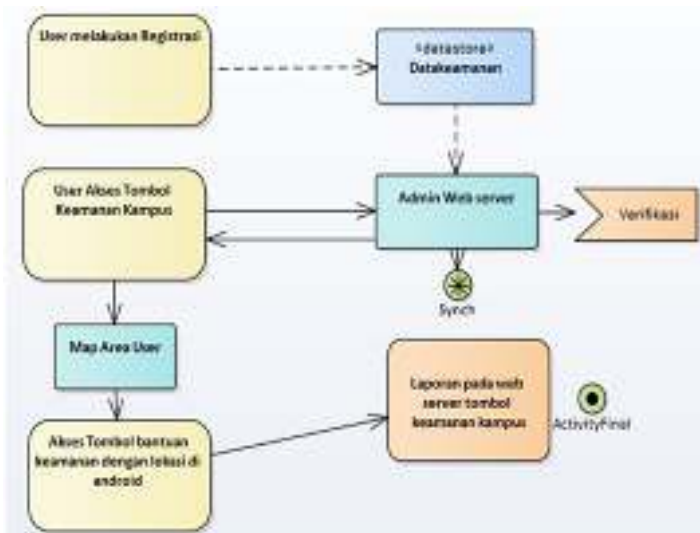 User melakukan Registrasi
«datastore»
Datakeamanan
User Akses Tombol
Keamanan Kampus
Admin Web server
Verifikasi
Synch
Map Area User
Laporan pada web
server tombol
keamanan kampus
ActivityFinal
Akses Tombol bantuan
keamanan dengan lokasi di
android